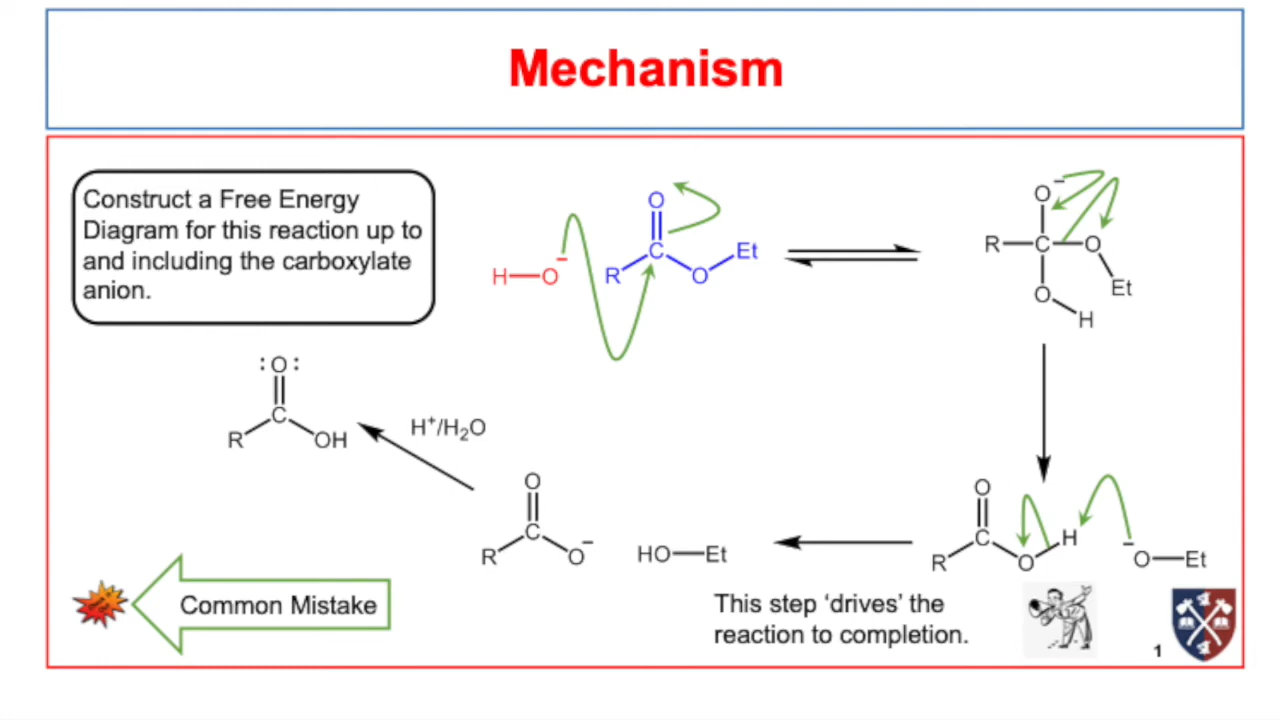 Mechanism
Construct a Free Energy
Diagram for this reaction up to
and including the carboxylate
anion.
H—O⁻
O
C
R
O
Et
O⁻
R—C—O
Et
O
H
:O:
C
R
OH
H⁺/H₂O
O
C
R
O⁻
HO—Et
O
C
R
O
H
⁻O—Et
Common Mistake
This step ‘drives’ the
reaction to completion.
1